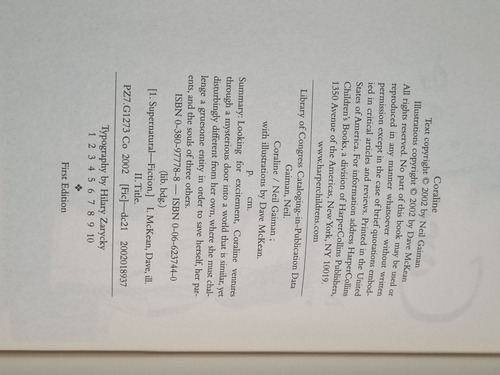 Coraline
Text copyright © 2002 by Neil Gaiman
Illustrations copyright © 2002 by Dave McKean
All rights reserved. No part of this book may be used or
reproduced in any manner whatsoever without written
permission except in the case of brief quotations embod-
ied in critical articles and reviews. Printed in the United
States of America. For information address HarperCollins
Children's Books, a division of HarperCollins Publishers,
1350 Avenue of the Americas, New York, NY 10019.
www.harperchildrens.com
Library of Congress Cataloging-in-Publication Data
Gaiman, Neil.
Coraline / Neil Gaiman ;
with illustrations by Dave McKean.
p. cm.
Summary: Looking for excitement, Coraline ventures
through a mysterious door into a world that is similar, yet
disturbingly different from her own, where she must chal-
lenge a gruesome entity in order to save herself, her par-
ents, and the souls of three others.
ISBN 0-380-97778-8 — ISBN 0-06-623744-0
(lib. bdg.)
[1. Supernatural—Fiction.] I. McKean, Dave, ill.
II. Title.
PZ7.G1273 Co 2002 [Fic]—dc21 2002018937
Typography by Hilary Zarycky
1 2 3 4 5 6 7 8 9 10
❖
First Edition